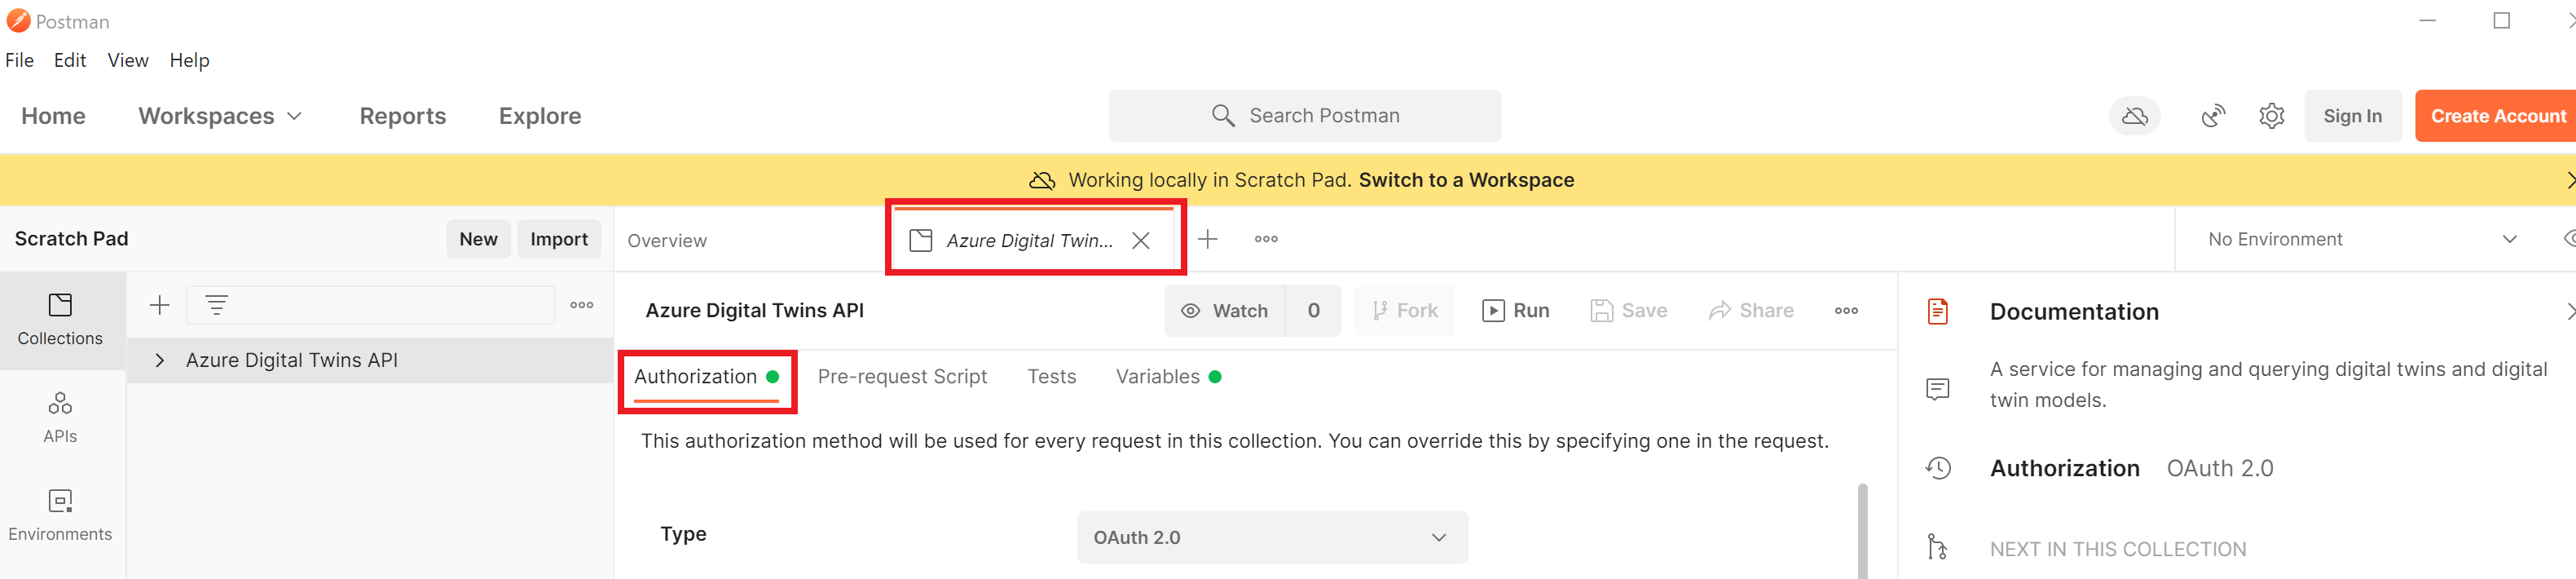 Postman
File Edit View Help
Home Workspaces Reports Explore Search Postman Sign In Create Account
Working locally in Scratch Pad. Switch to a Workspace
Scratch Pad New Import Overview Azure Digital Twin... No Environment
Collections
Azure Digital Twins API
APIs
Environments
Azure Digital Twins API Watch 0 Fork Run Save Share
Authorization Pre-request Script Tests Variables
This authorization method will be used for every request in this collection. You can override this by specifying one in the request.
Type OAuth 2.0
Documentation
A service for managing and querying digital twins and digital
twin models.
Authorization OAuth 2.0
NEXT IN THIS COLLECTION